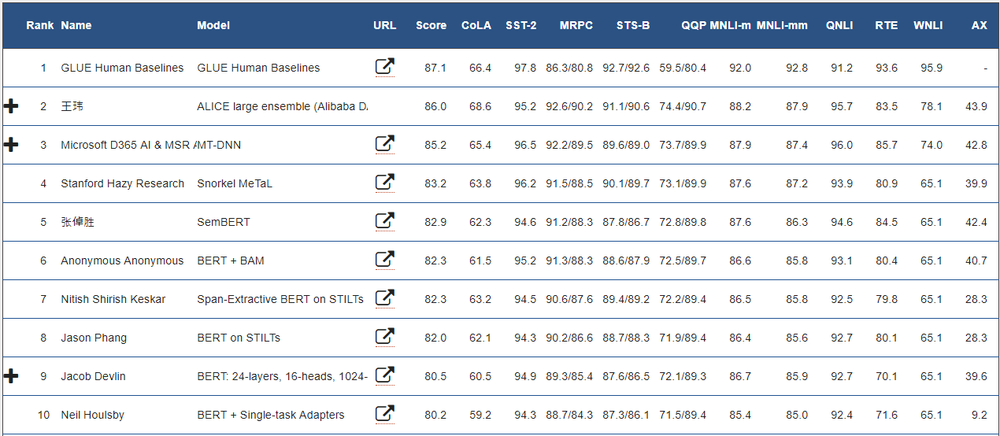 Rank Name Model URL Score CoLA SST-2 MRPC STS-B QQP MNLI-m MNLI-mm QNLI RTE WNLI AX
1 GLUE Human Baselines GLUE Human Baselines 87.1 66.4 97.8 86.3/80.8 92.7/92.6 59.5/80.4 92.0 92.8 91.2 93.6 95.9 -
2 王玮 ALICE large ensemble (Alibaba DA 86.0 68.6 95.2 92.6/90.2 91.1/90.6 74.4/90.7 88.2 87.9 95.7 83.5 78.1 43.9
3 Microsoft D365 AI & MSR A MT-DNN 85.2 65.4 96.5 92.2/89.5 89.6/89.0 73.7/89.9 87.9 87.4 96.0 85.7 74.0 42.8
4 Stanford Hazy Research Snorkel MeTaL 83.2 63.8 96.2 91.5/88.5 90.1/89.7 73.1/89.9 87.6 87.2 93.9 80.9 65.1 39.9
5 张倬胜 SemBERT 82.9 62.3 94.6 91.2/88.3 87.8/86.7 72.8/89.8 87.6 86.3 94.6 84.5 65.1 42.4
6 Anonymous Anonymous BERT + BAM 82.3 61.5 95.2 91.3/88.3 88.6/87.9 72.5/89.7 86.6 85.8 93.1 80.4 65.1 40.7
7 Nitish Shirish Keskar Span-Extractive BERT on STILTs 82.3 63.2 94.5 90.6/87.6 89.4/89.2 72.2/89.4 86.5 85.8 92.5 79.8 65.1 28.3
8 Jason Phang BERT on STILTs 82.0 62.1 94.3 90.2/86.6 88.7/88.3 71.9/89.4 86.4 85.6 92.7 80.1 65.1 28.3
9 Jacob Devlin BERT: 24-layers, 16-heads, 1024- 80.5 60.5 94.9 89.3/85.4 87.6/86.5 72.1/89.3 86.7 85.9 92.7 70.1 65.1 39.6
10 Neil Houlsby BERT + Single-task Adapters 80.2 59.2 94.3 88.7/84.3 87.3/86.1 71.5/89.4 85.4 85.0 92.4 71.6 65.1 9.2